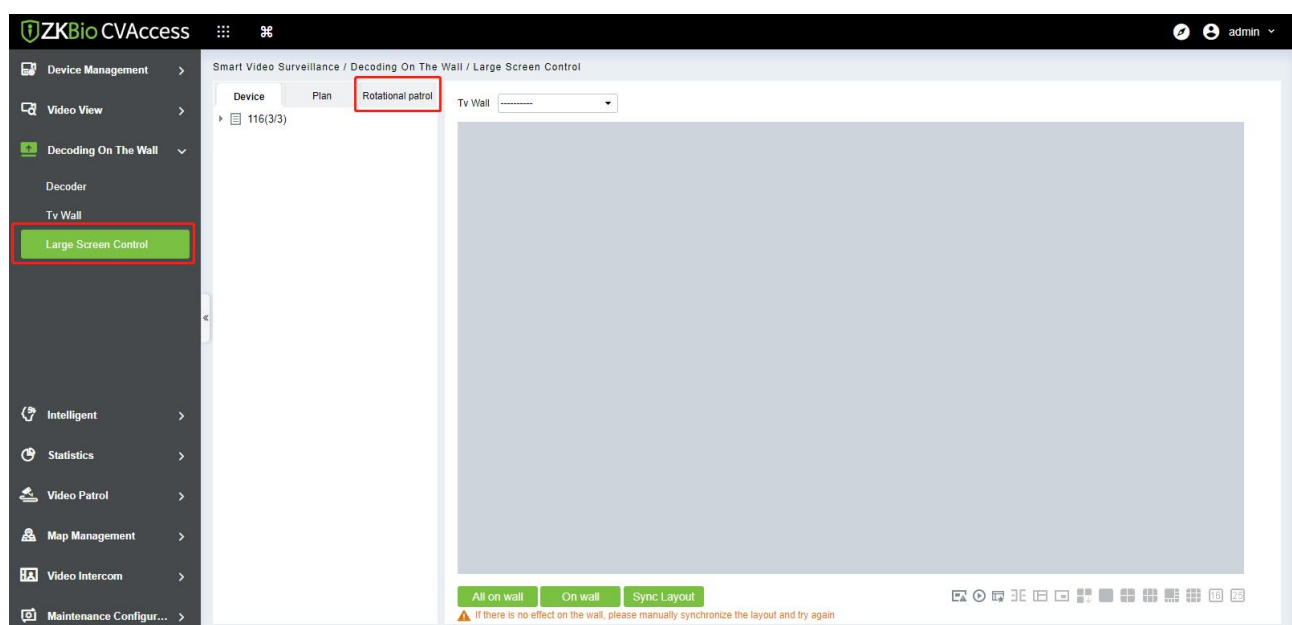 ZKBio CVAccess
admin
Device Management
Video View
Decoding On The Wall
Decoder
Tv Wall
Large Screen Control
Intelligent
Statistics
Video Patrol
Map Management
Video Intercom
Maintenance Configur...
Smart Video Surveillance / Decoding On The Wall / Large Screen Control
Device Plan Rotational patrol
116(3/3)
Tv Wall ----------
All on wall On wall Sync Layout
16 25
If there is no effect on the wall, please manually synchronize the layout and try again